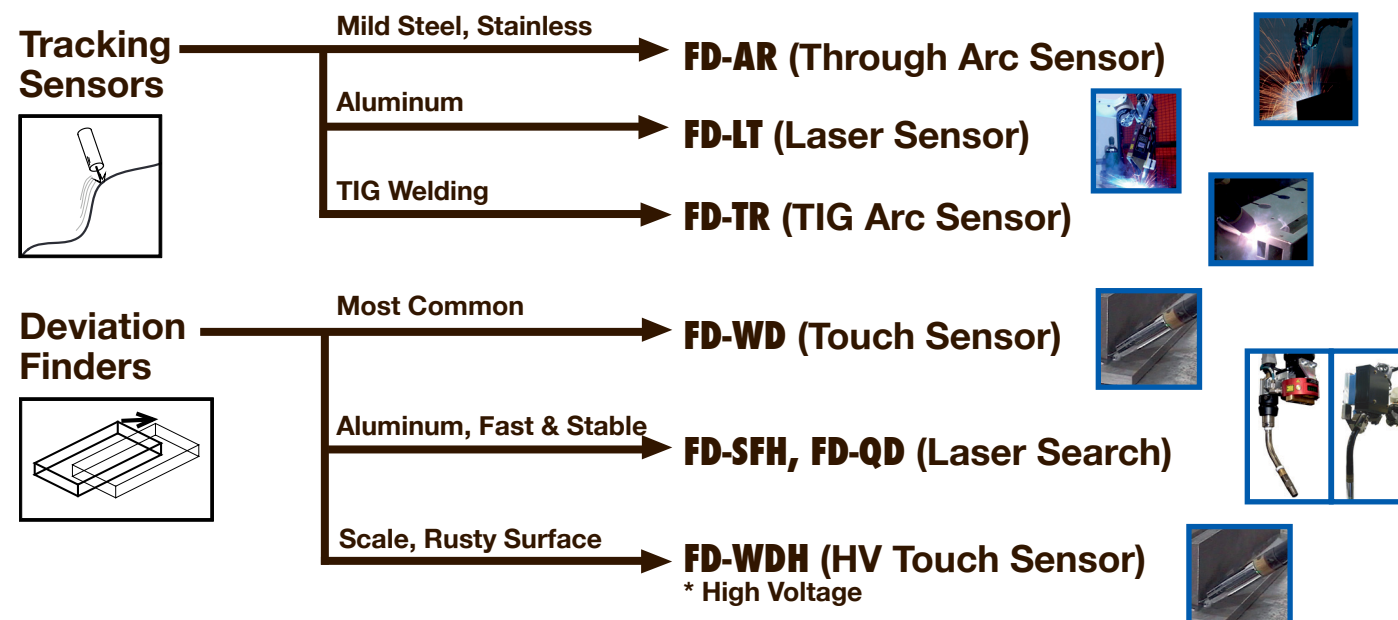 Tracking
Sensors
Mild Steel, Stainless
FD-AR (Through Arc Sensor)
Aluminum
FD-LT (Laser Sensor)
TIG Welding
FD-TR (TIG Arc Sensor)
Deviation
Finders
Most Common
FD-WD (Touch Sensor)
Aluminum, Fast & Stable
FD-SFH, FD-QD (Laser Search)
Scale, Rusty Surface
FD-WDH (HV Touch Sensor)
* High Voltage